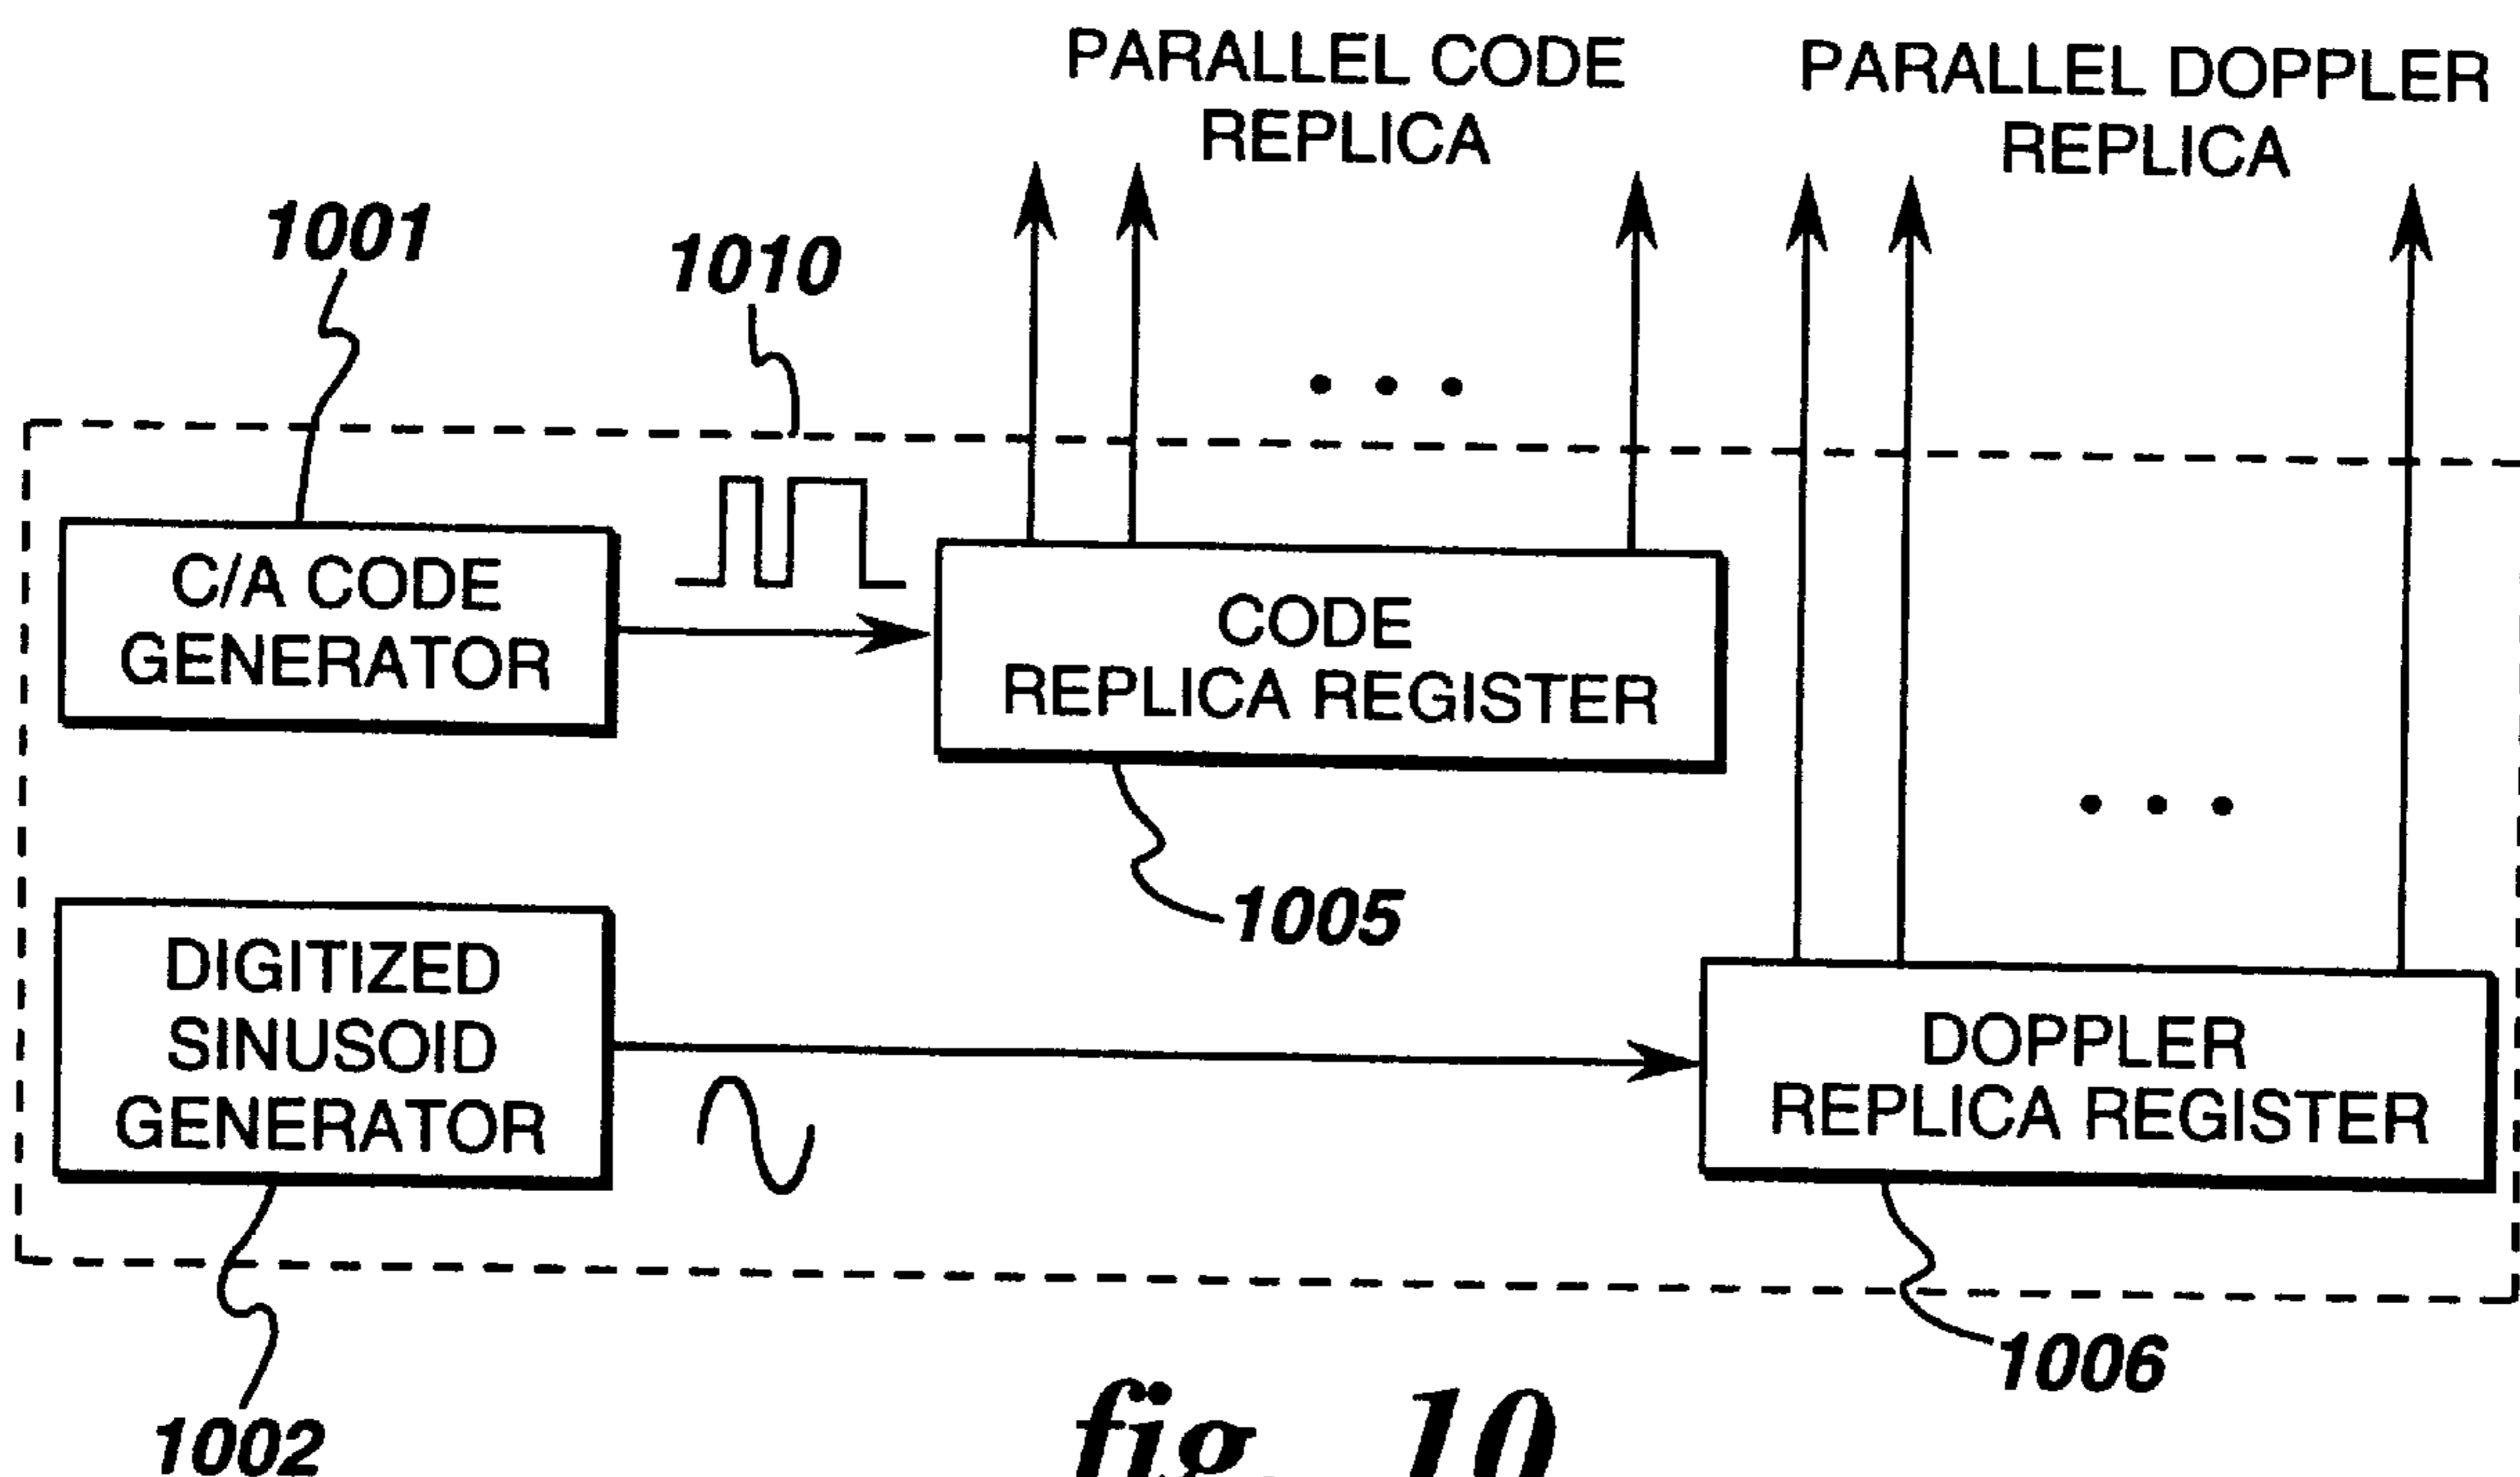 PARALLEL CODE
REPLICA
PARALLEL DOPPLER
REPLICA
1001
1010
C/A CODE
GENERATOR
CODE
REPLICA REGISTER
1005
DIGITIZED
SINUSOID
GENERATOR
DOPPLER
REPLICA REGISTER
1006
1002
fig. 10